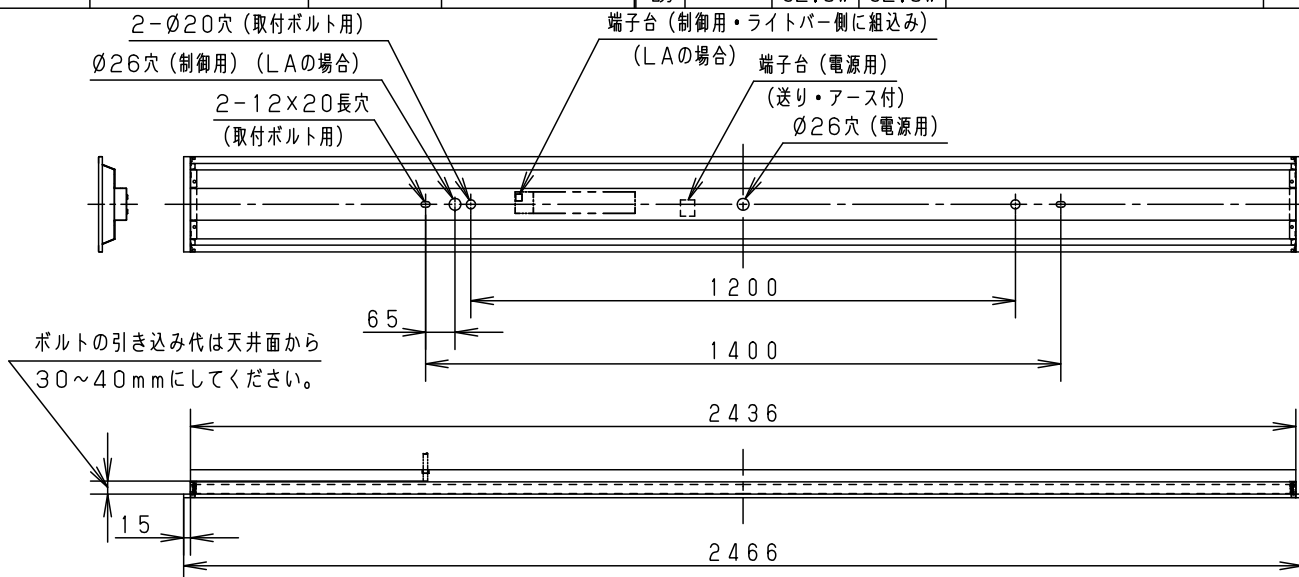 2-Ø20穴（取付ボルト用）
端子台（制御用・ライトバー側に組込み）
（LAの場合）
Ø26穴（制御用）（LAの場合）
端子台（電源用）
（送り・アース付）
2-12×20長穴
（取付ボルト用）
Ø26穴（電源用）
1200
65
1400
ボルトの引き込み代は天井面から
30～40mmにしてください。
2436
15
2466